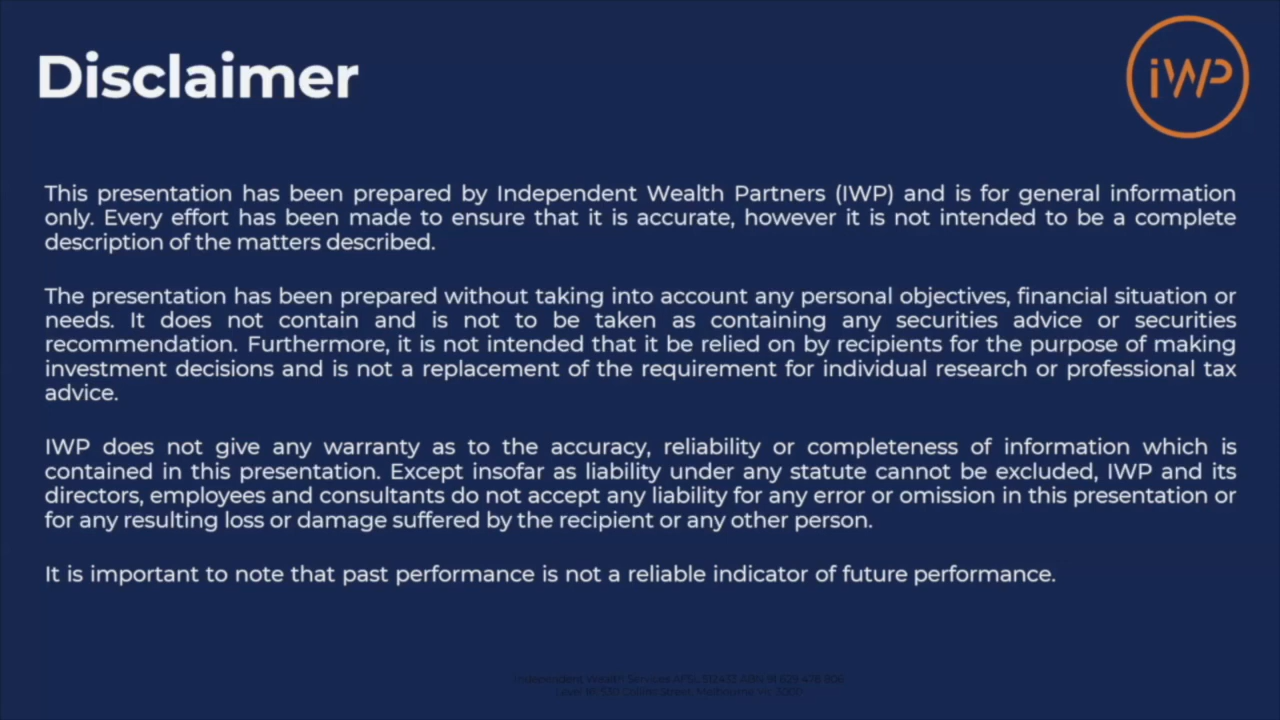 Disclaimer
iWP
This presentation has been prepared by Independent Wealth Partners (IWP) and is for general information
only. Every effort has been made to ensure that it is accurate, however it is not intended to be a complete
description of the matters described.
The presentation has been prepared without taking into account any personal objectives, financial situation or
needs. It does not contain and is not to be taken as containing any securities advice or securities
recommendation. Furthermore, it is not intended that it be relied on by recipients for the purpose of making
investment decisions and is not a replacement of the requirement for individual research or professional tax
advice.
IWP does not give any warranty as to the accuracy, reliability or completeness of information which is
contained in this presentation. Except insofar as liability under any statute cannot be excluded, IWP and its
directors, employees and consultants do not accept any liability for any error or omission in this presentation or
for any resulting loss or damage suffered by the recipient or any other person.
It is important to note that past performance is not a reliable indicator of future performance.
Independent Wealth Services AFSL
Collins Street, Melbourne Vic 3000